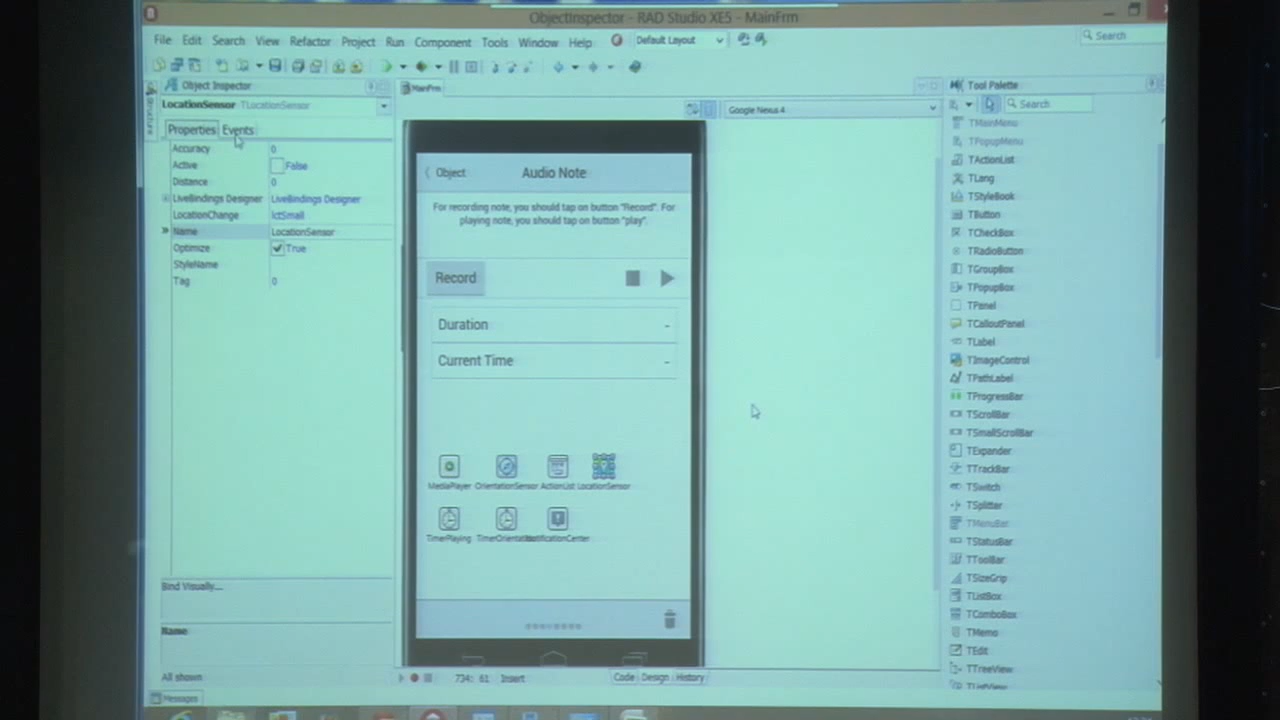 ObjectInspector - RAD Studio XE5 - MainFrm
File Edit Search View Refactor Project Run Component Tools Window Help Default Layout
Search
Object Inspector
LocationSensor TLocationSensor
Properties Events
Accuracy 0
Active False
Distance 0
LiveBindings Designer LiveBindings Designer
LocationChange lctSmall
Name LocationSensor
Optimize True
StyleName
Tag 0
Bind Visually...
Name
All shown
Structure
MainFrm
Google Nexus 4
Object Audio Note
For recording note, you should tap on button "Record". For
playing note, you should tap on button "play".
Record
Duration -
Current Time -
MediaPlayer OrientationSensor ActionList LocationSensor
TimerPlaying
734: 61 Insert Code Design History
Messages
Tool Palette
Search
TMainMenu
TPopupMenu
TActionList
TLang
TStyleBook
TButton
TCheckBox
TRadioButton
TGroupBox
TPopupBox
TPanel
TCalloutPanel
TLabel
TImageControl
TPathLabel
TProgressBar
TScrollBar
TSmallScrollBar
TExpander
TTrackBar
TSwitch
TSplitter
TMenuBar
TStatusBar
TToolBar
TSizeGrip
TListBox
TComboBox
TMemo
TEdit
TTreeView
TListView